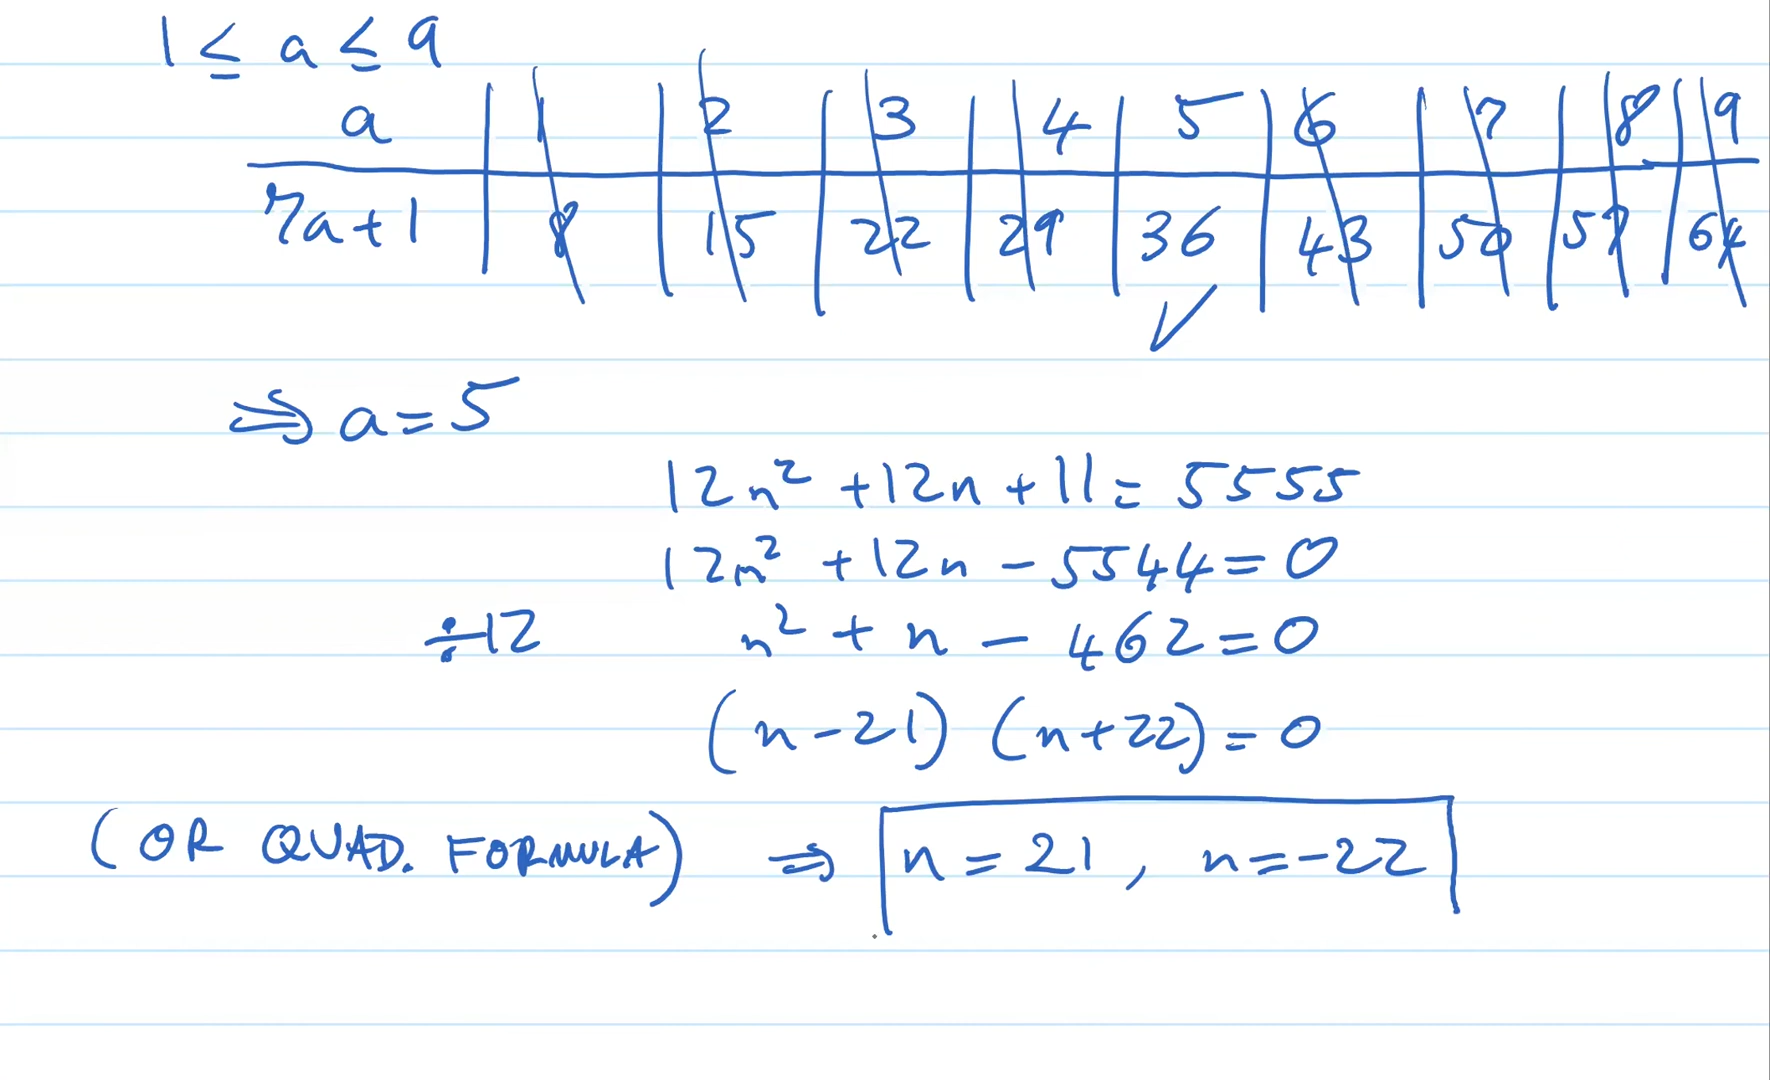 1 ≤ a ≤ 9
a | 1 | 2 | 3 | 4 | 5 | 6 | 7 | 8 | 9
7a+1 | 8 | 15 | 22 | 29 | 36 | 43 | 50 | 57 | 64
✓
⇒ a = 5
12n² + 12n + 11 = 5555
12n² + 12n - 5544 = 0
÷12 n² + n - 462 = 0
(n - 21) (n + 22) = 0
(OR QUAD. FORMULA) ⇒ n = 21 , n = -22